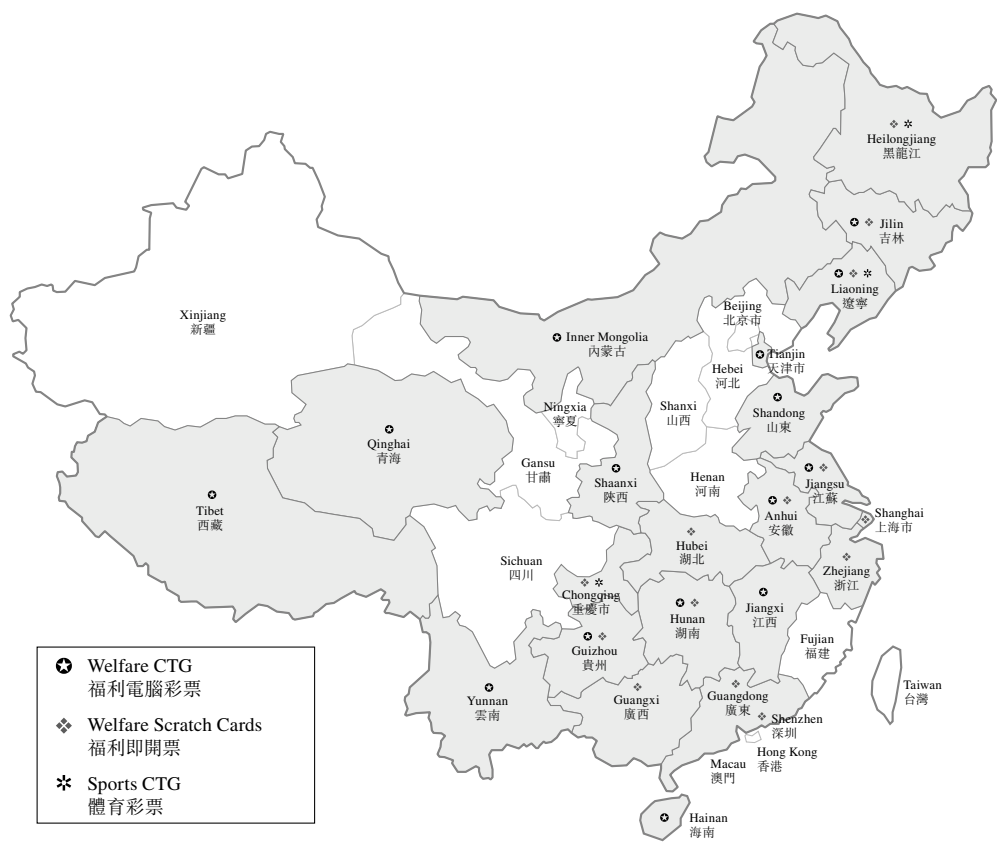 Heilongjiang
黑龍江
Jilin
吉林
Liaoning
遼寧
Beijing
北京市
Xinjiang
新疆
Inner Mongolia
內蒙古
Tianjin
天津市
Hebei
河北
Ningxia
寧夏
Shanxi
山西
Shandong
山東
Qinghai
青海
Gansu
甘肅
Shaanxi
陝西
Henan
河南
Jiangsu
江蘇
Tibet
西藏
Anhui
安徽
Shanghai
上海市
Hubei
湖北
Sichuan
四川
Zhejiang
浙江
Chongqing
重慶市
Hunan
湖南
Jiangxi
江西
Guizhou
貴州
Fujian
福建
Yunnan
雲南
Guangxi
廣西
Guangdong
廣東
Taiwan
台灣
Shenzhen
深圳
Hong Kong
香港
Macau
澳門
Hainan
海南
Welfare CTG
福利電腦彩票
Welfare Scratch Cards
福利即開票
Sports CTG
體育彩票